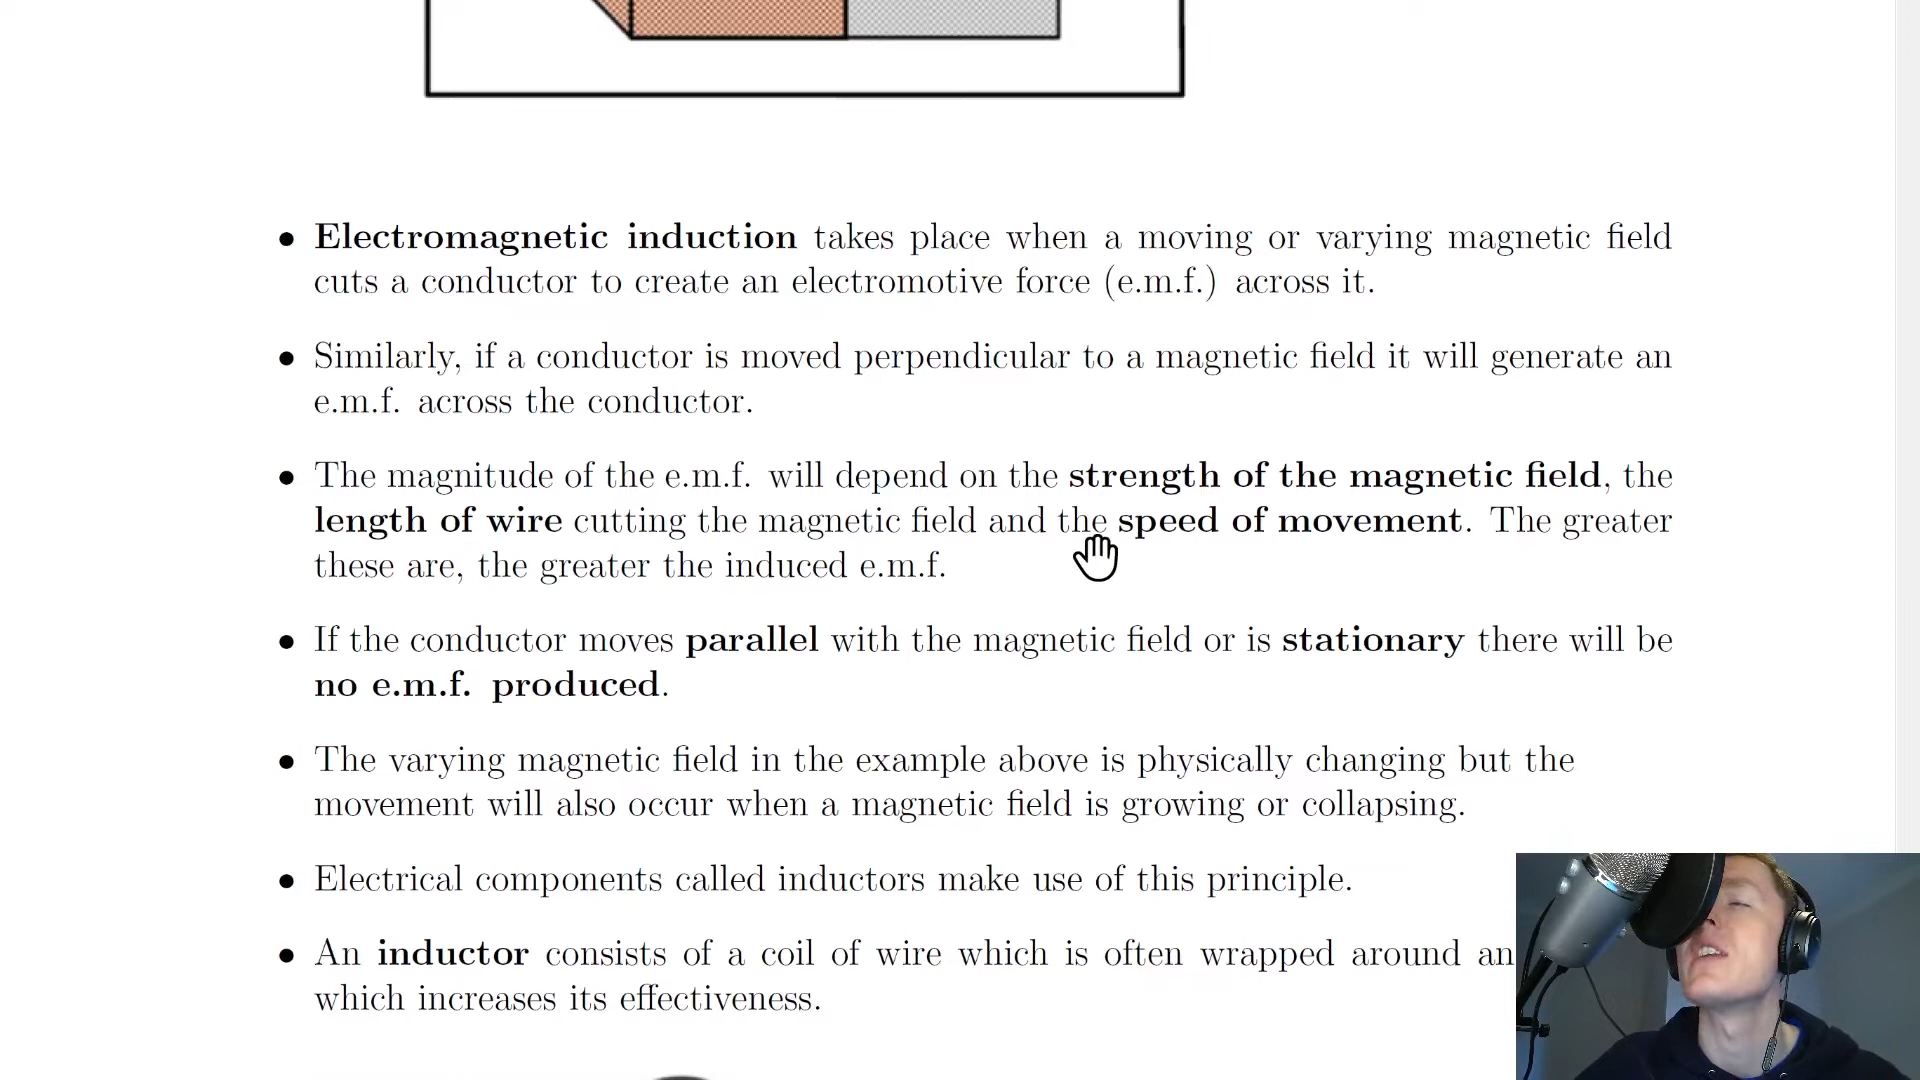 • Electromagnetic induction takes place when a moving or varying magnetic field
cuts a conductor to create an electromotive force (e.m.f.) across it.
• Similarly, if a conductor is moved perpendicular to a magnetic field it will generate an
e.m.f. across the conductor.
• The magnitude of the e.m.f. will depend on the strength of the magnetic field, the
length of wire cutting the magnetic field and the speed of movement. The greater
these are, the greater the induced e.m.f.
• If the conductor moves parallel with the magnetic field or is stationary there will be
no e.m.f. produced.
• The varying magnetic field in the example above is physically changing but the
movement will also occur when a magnetic field is growing or collapsing.
• Electrical components called inductors make use of this principle.
• An inductor consists of a coil of wire which is often wrapped around an
which increases its effectiveness.